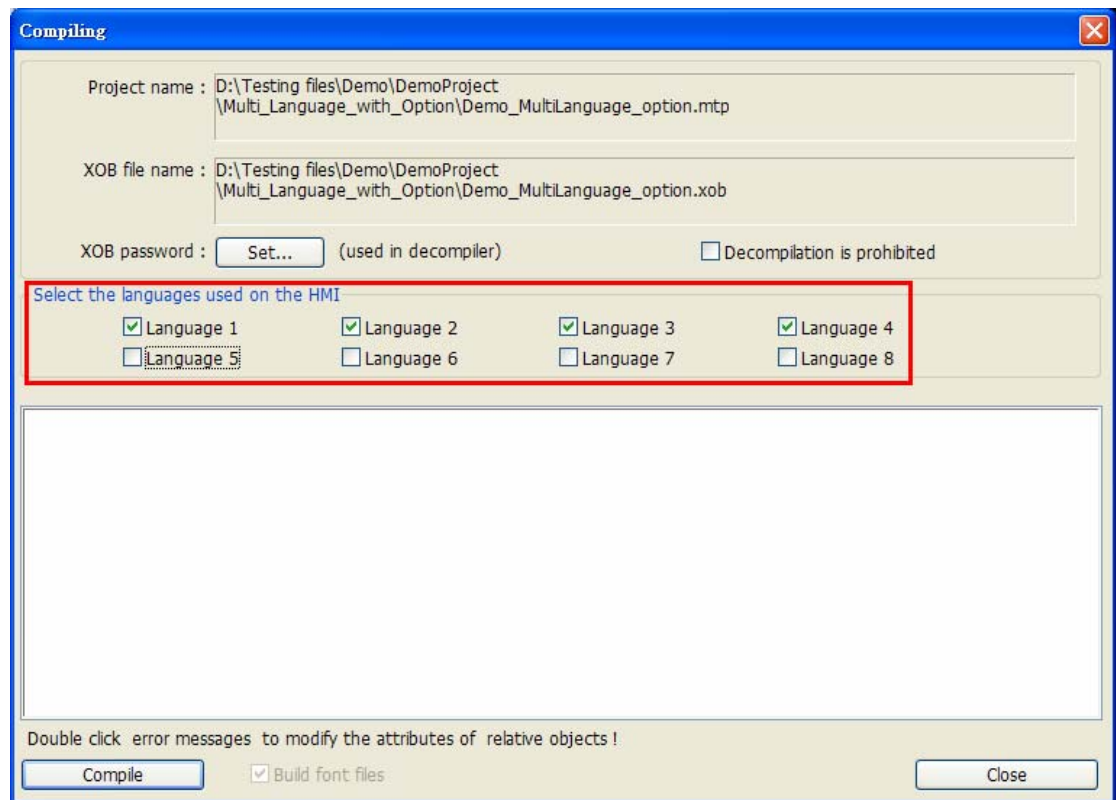 Compiling
Project name : D:\Testing files\Demo\DemoProject
\Multi_Language_with_Option\Demo_MultiLanguage_option.mtp
XOB file name : D:\Testing files\Demo\DemoProject
\Multi_Language_with_Option\Demo_MultiLanguage_option.xob
XOB password : Set... (used in decompiler) Decompilation is prohibited
Select the languages used on the HMI
Language 1 Language 2 Language 3 Language 4
Language 5 Language 6 Language 7 Language 8
Double click error messages to modify the attributes of relative objects !
Compile Build font files Close